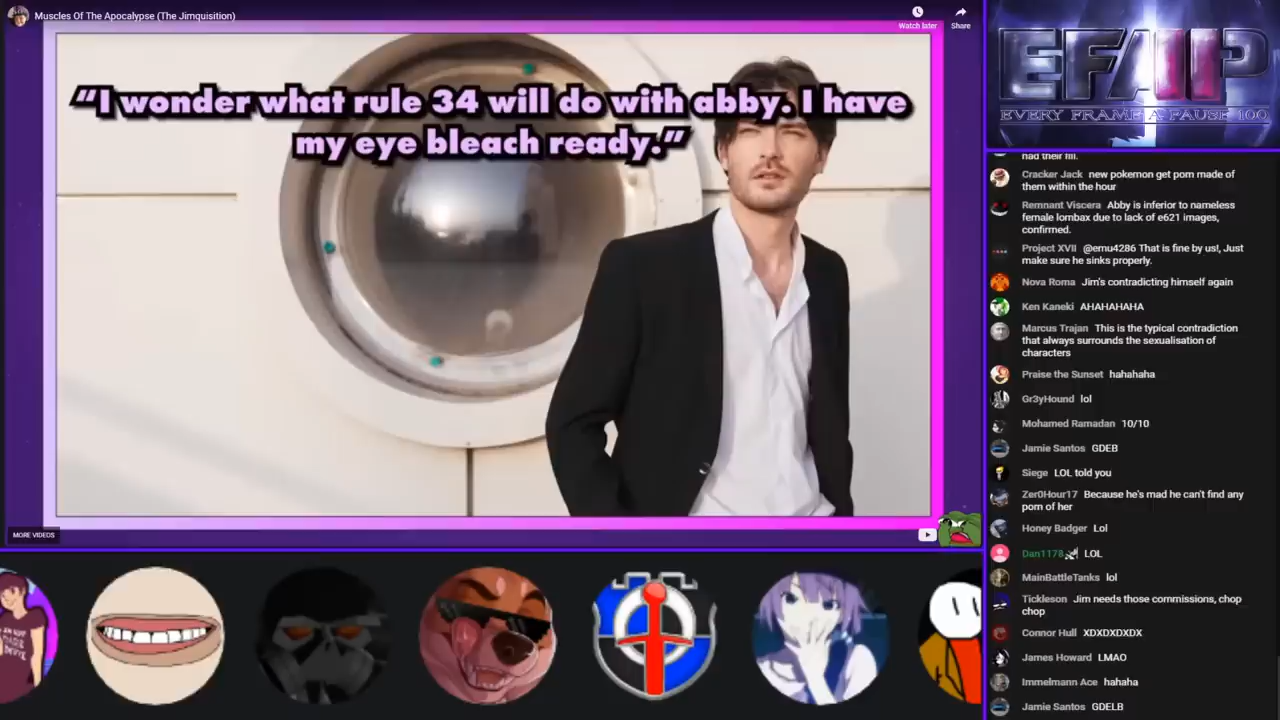 Muscles Of The Apocalypse (The Jimquisition)
Watch later
Share
“I wonder what rule 34 will do with abby. I have
my eye bleach ready.”
MORE VIDEOS
EFAP
EVERY FRAME A PAUSE 100
had their fill.
Cracker Jack new pokemon get porn made of
them within the hour
Remnant Viscera Abby is inferior to nameless
female lombax due to lack of e621 images,
confirmed.
Project XVII @emu4286 That is fine by us!, Just
make sure he sinks properly.
Nova Roma Jim's contradicting himself again
Ken Kaneki AHAHAHAHA
Marcus Trajan This is the typical contradiction
that always surrounds the sexualisation of
characters
Praise the Sunset hahahaha
Gr3yHound lol
Mohamed Ramadan 10/10
Jamie Santos GDEB
Siege LOL told you
Zer0Hour17 Because he's mad he can't find any
porn of her
Honey Badger Lol
Dan1178 LOL
MainBattleTanks lol
Tickleson Jim needs those commissions, chop
chop
Connor Hull XDXDXDXDX
James Howard LMAO
Immelmann Ace hahaha
Jamie Santos GDELB